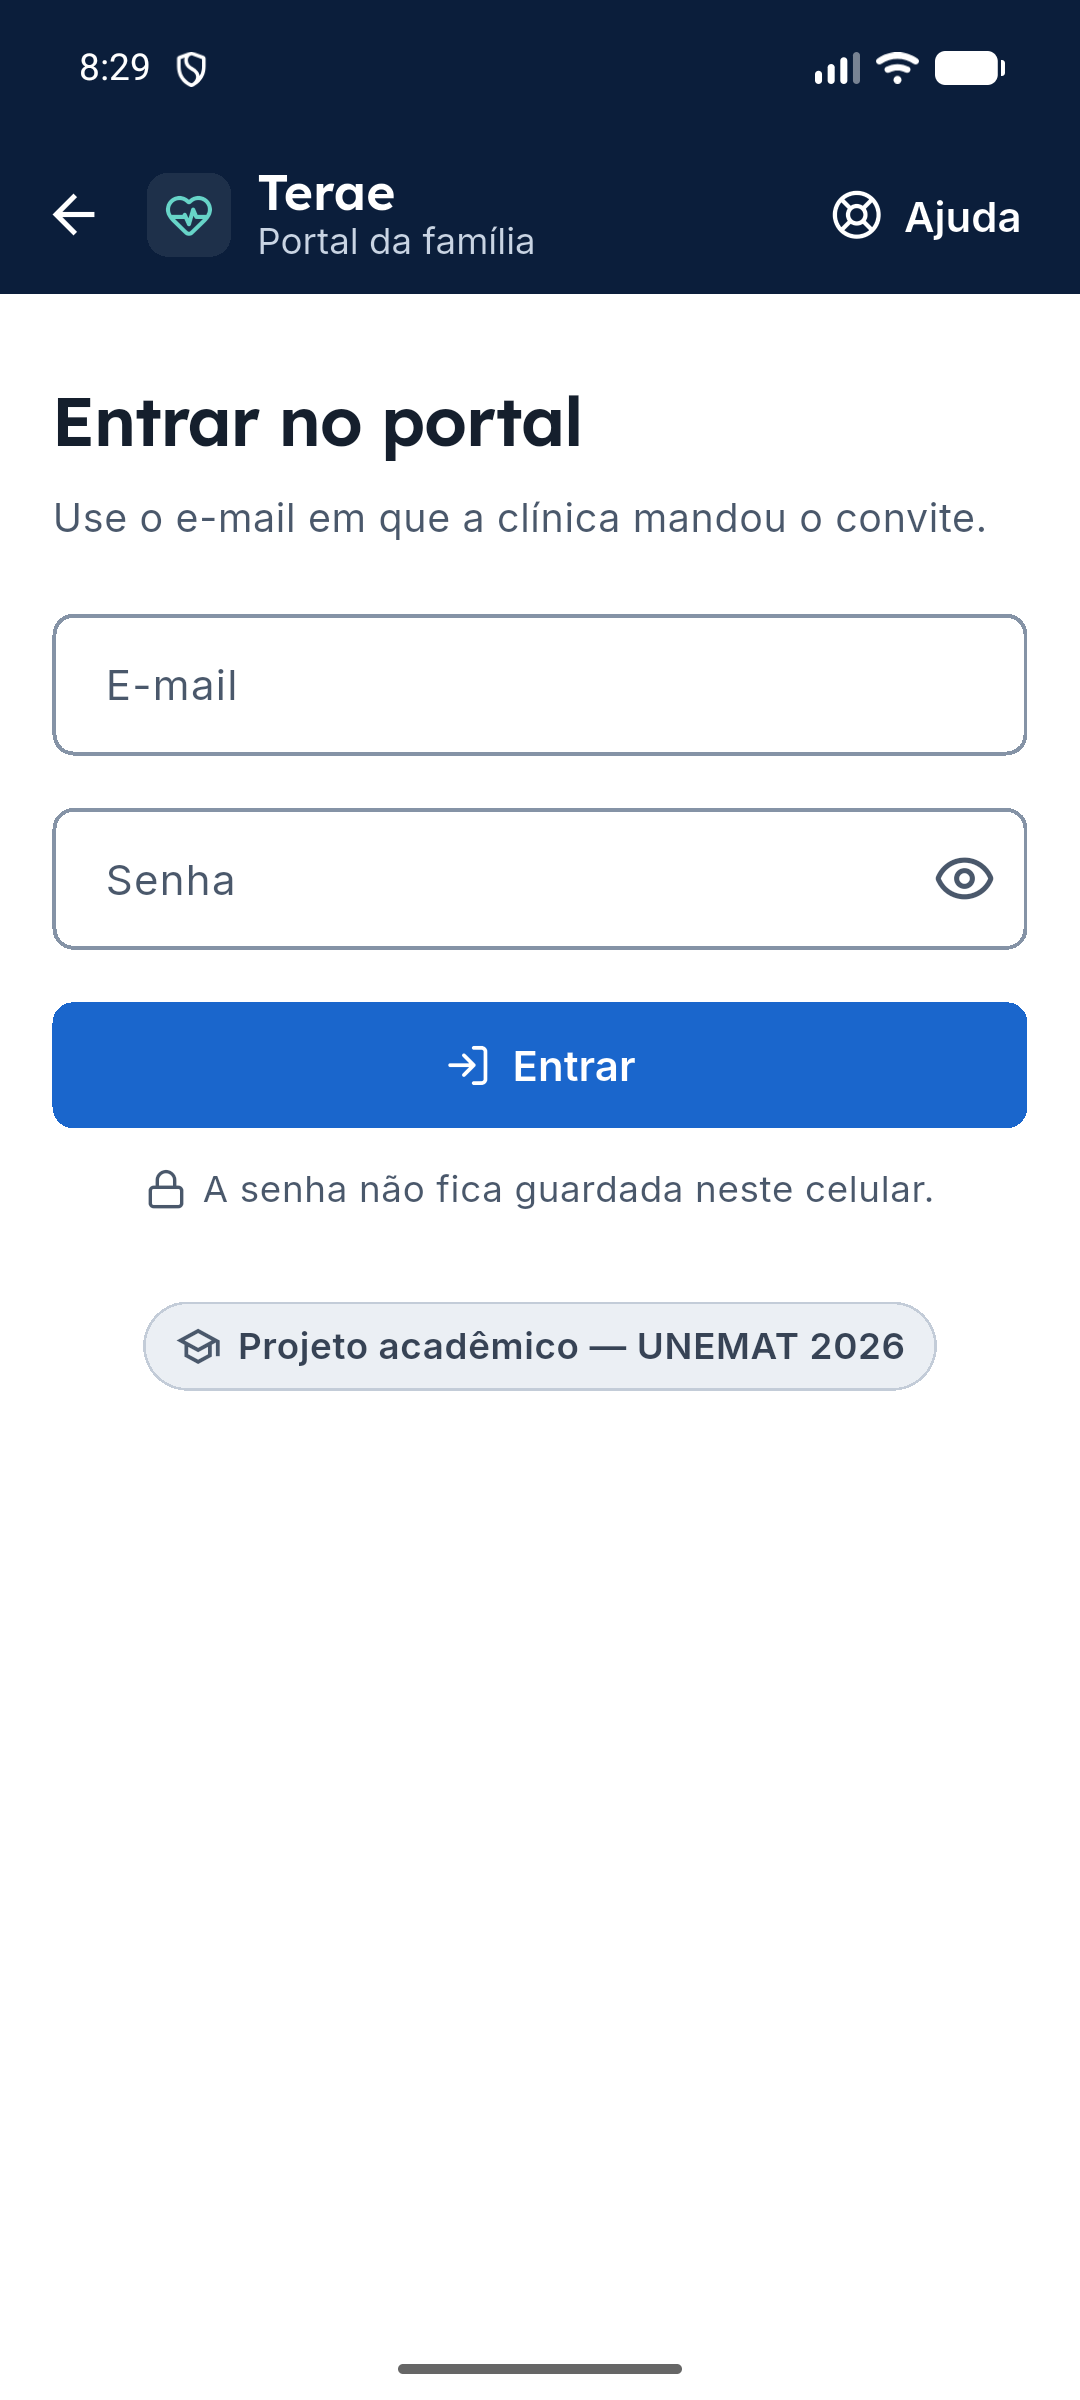 8:29
Terae
Portal da família
Ajuda
Entrar no portal
Use o e-mail em que a clínica mandou o convite.
E-mail
Senha
Entrar
A senha não fica guardada neste celular.
Projeto acadêmico — UNEMAT 2026